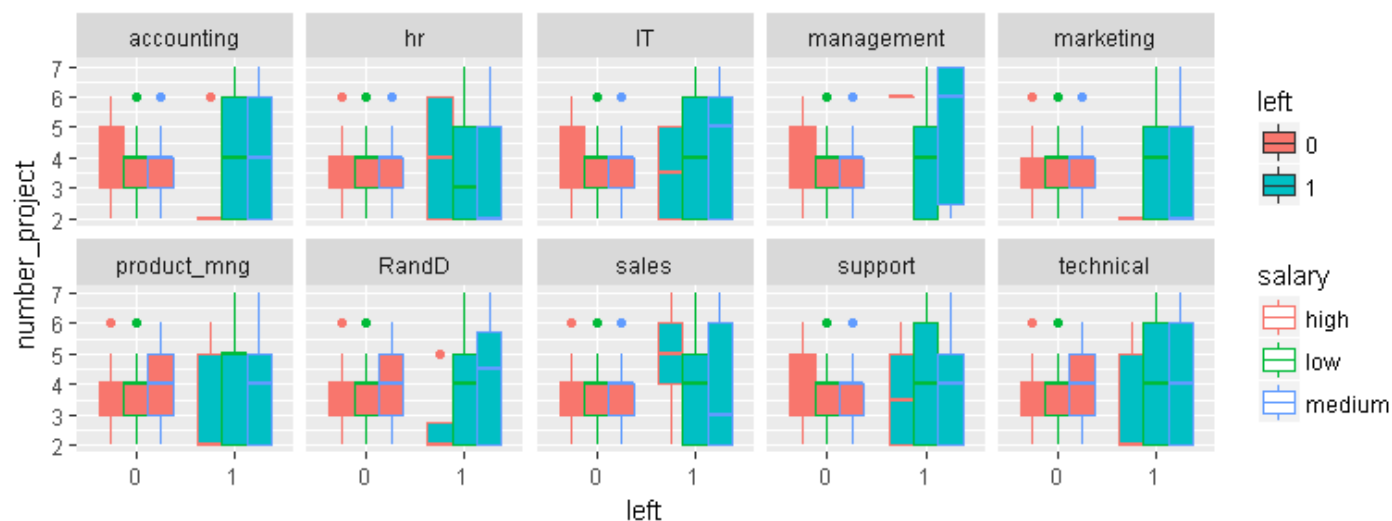 accounting
hr
IT
management
marketing
7
6
5
4
3
2
product_mng
RandD
sales
support
technical
7
6
5
4
3
2
0
1
0
1
0
1
0
1
0
1
left
number_project
left
0
1
salary
high
low
medium